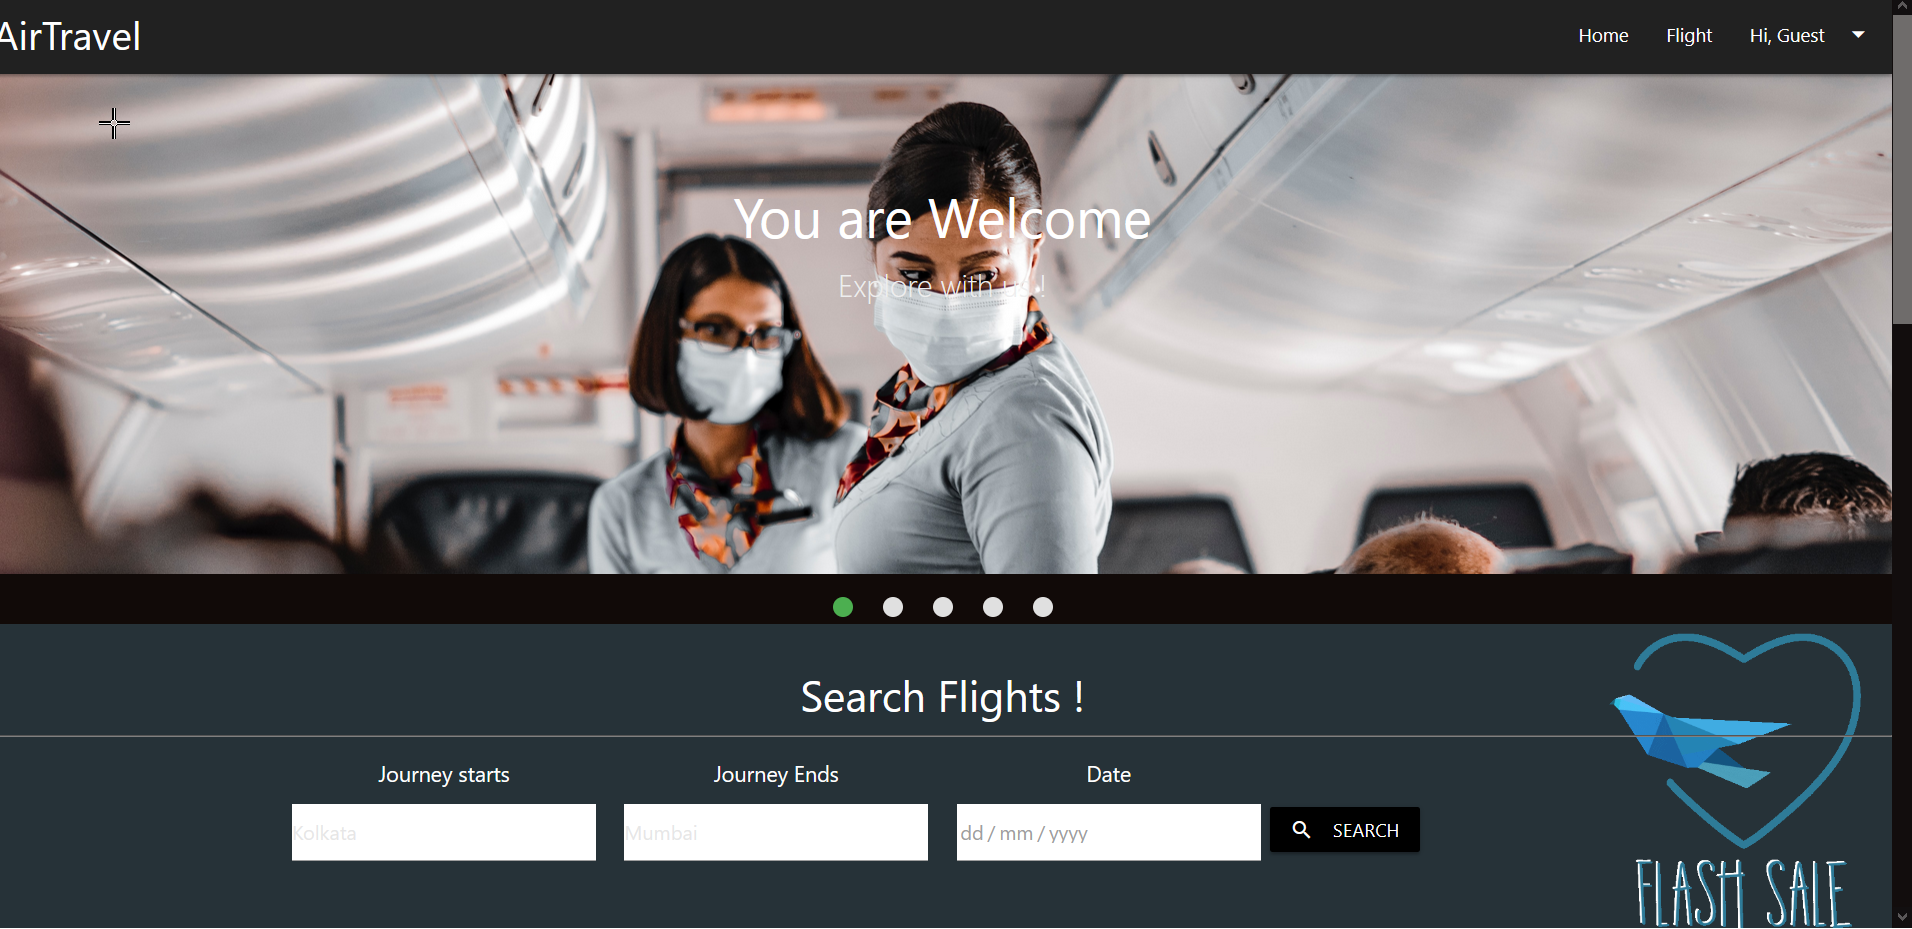 AirTravel
Home Flight Hi, Guest
You are Welcome
Explore with us !
Search Flights !
Journey starts Journey Ends Date
Kolkata Mumbai dd / mm / yyyy SEARCH
FLASH SALE